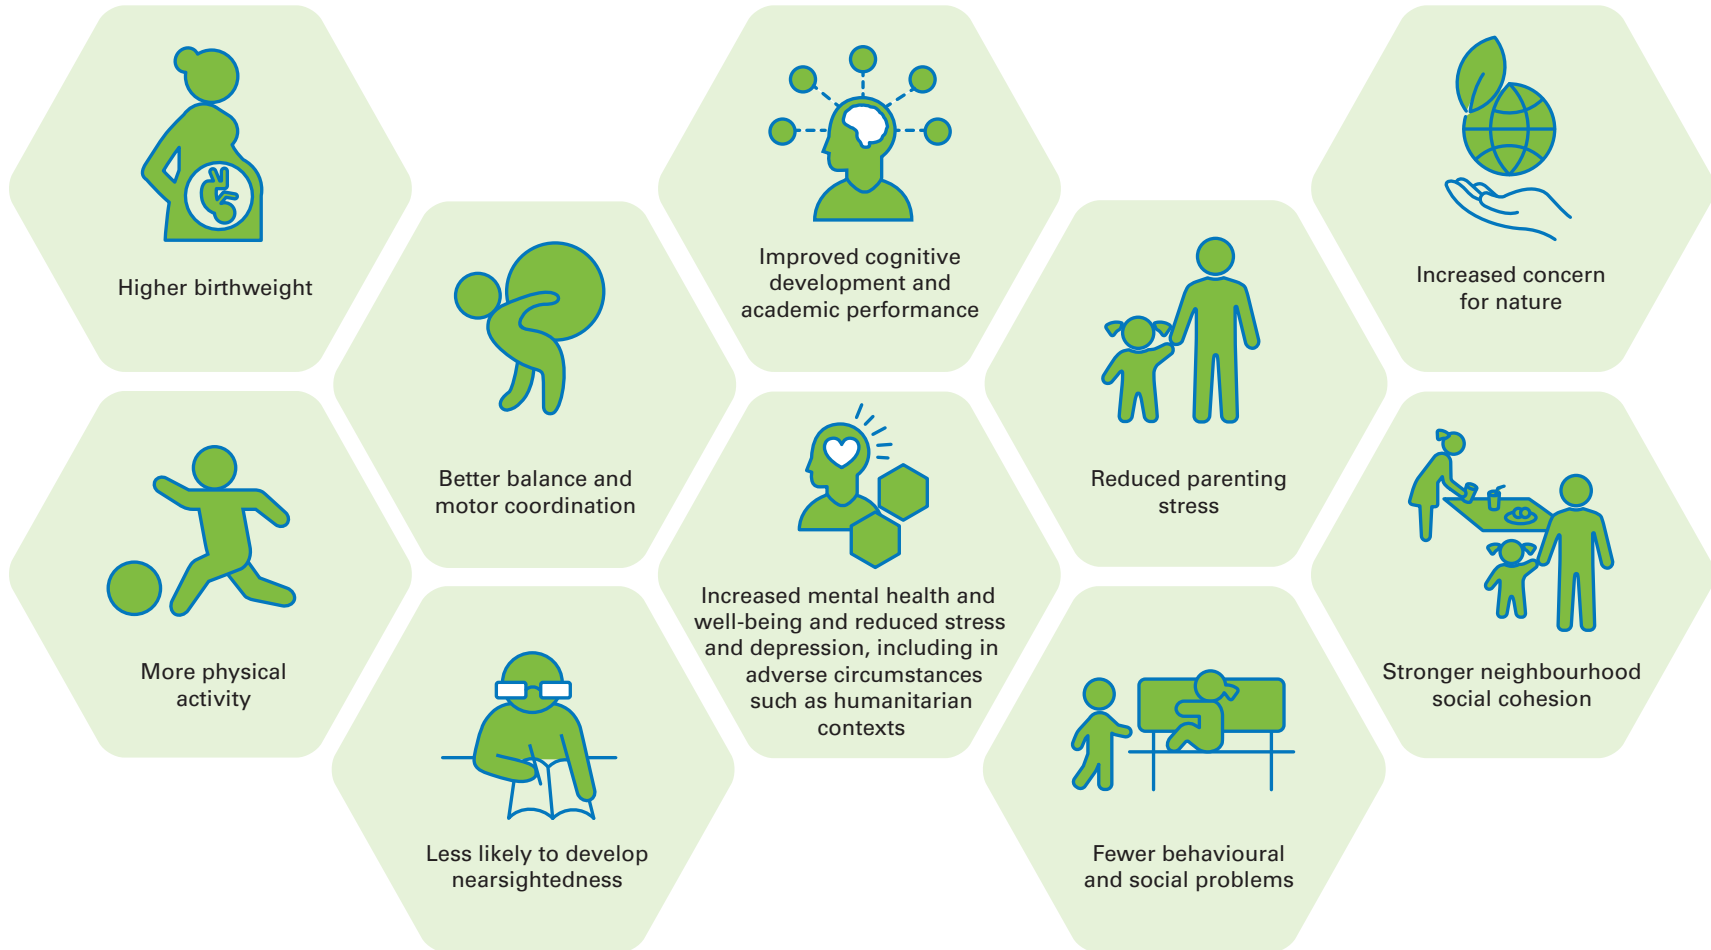 Higher birthweight
Improved cognitive
development and
academic performance
Increased concern
for nature
Better balance and
motor coordination
Reduced parenting
stress
More physical
activity
Increased mental health and
well-being and reduced stress
and depression, including in
adverse circumstances
such as humanitarian
contexts
Stronger neighbourhood
social cohesion
Less likely to develop
nearsightedness
Fewer behavioural
and social problems